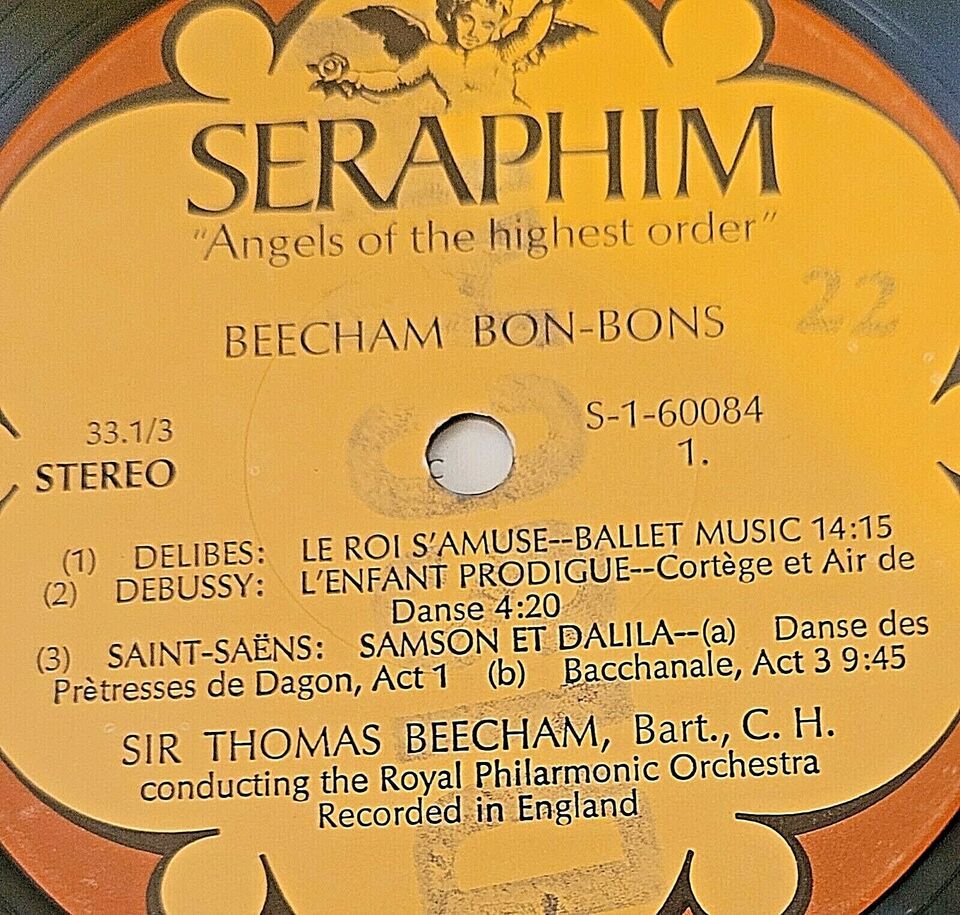 SERAPHIM
"Angels of the highest order"
22
BEECHAM BON-BONS
33.1/3
STEREO
S-1-60084
1.
(1) DELIBES: LE ROI S'AMUSE--BALLET MUSIC 14:15
(2) DEBUSSY: L'ENFANT PRODIGUE--Cortège et Air de
Danse 4:20
(3) SAINT-SAËNS: SAMSON ET DALILA--(a) Danse des
Prètresses de Dagon, Act 1 (b) Bacchanale, Act 3 9:45
SIR THOMAS BEECHAM, Bart., C. H.
conducting the Royal Philarmonic Orchestra
Recorded in England